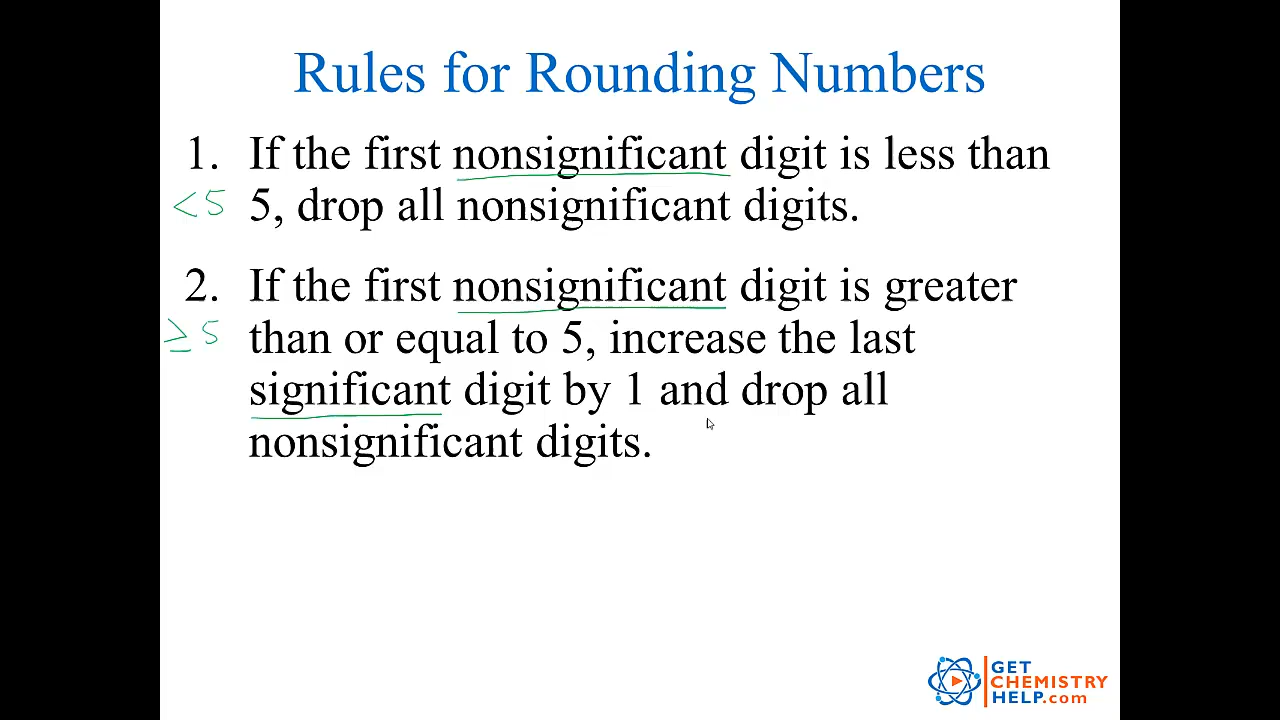 Rules for Rounding Numbers
1. If the first nonsignificant digit is less than
<5 5, drop all nonsignificant digits.
2. If the first nonsignificant digit is greater
≥5 than or equal to 5, increase the last
significant digit by 1 and drop all
nonsignificant digits.
GET
CHEMISTRY
HELP.com